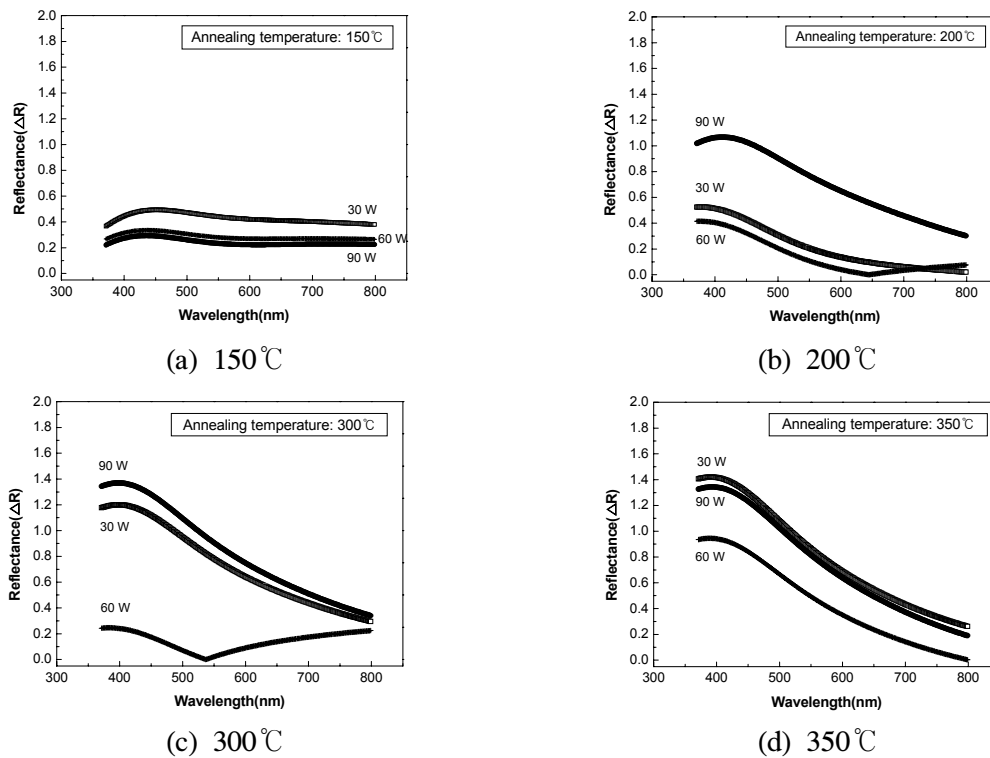 2.0
1.8
1.6
1.4
1.2
1.0
0.8
0.6
0.4
0.2
0.0
Reflectance(△R)
Annealing temperature: 150℃
30 W
60 W
90 W
300 400 500 600 700 800
Wavelength(nm)
(a) 150℃
2.0
1.8
1.6
1.4
1.2
1.0
0.8
0.6
0.4
0.2
0.0
Reflectance(△R)
Annealing temperature: 200℃
90 W
30 W
60 W
300 400 500 600 700 800
Wavelength(nm)
(b) 200℃
2.0
1.8
1.6
1.4
1.2
1.0
0.8
0.6
0.4
0.2
0.0
Reflectance(△R)
Annealing temperature: 300℃
90 W
30 W
60 W
300 400 500 600 700 800
Wavelength(nm)
(c) 300℃
2.0
1.8
1.6
1.4
1.2
1.0
0.8
0.6
0.4
0.2
0.0
Reflectance(△R)
Annealing temperature: 350℃
30 W
90 W
60 W
300 400 500 600 700 800
Wavelength(nm)
(d) 350℃